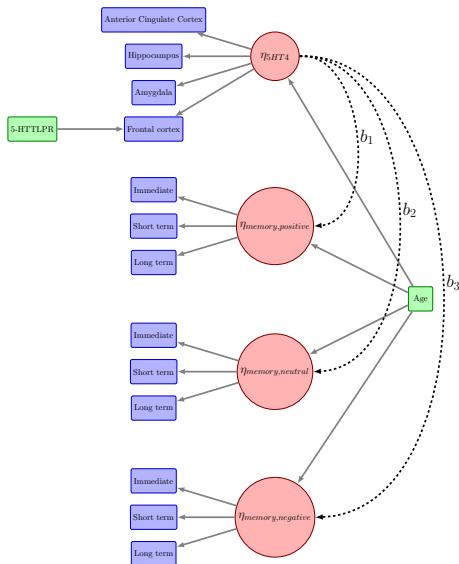 Anterior Cingulate Cortex
Hippocampus
η5HT4
Amygdala
5-HTTLPR
Frontal cortex
b1
Immediate
b2
Short term
ηmemory,positive
Long term
b3
Age
Immediate
Short term
ηmemory,neutral
Long term
Immediate
Short term
ηmemory,negative
Long term